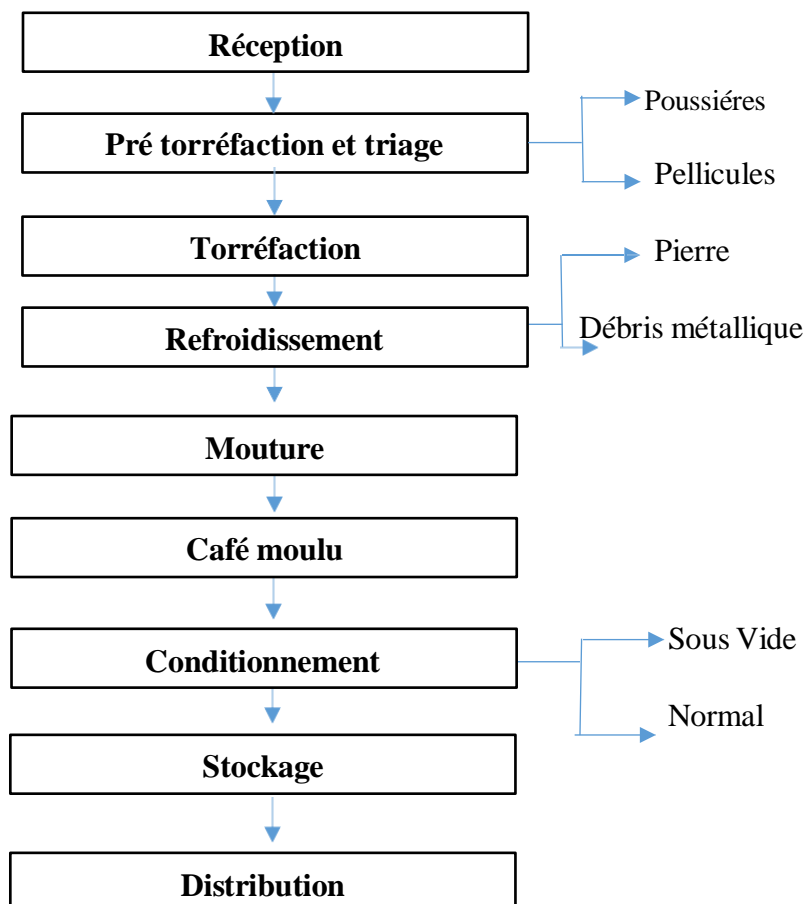 Réception
Poussiéres
Pré torréfaction et triage
Pellicules
Torréfaction
Pierre
Débris métallique
Refroidissement
Mouture
Café moulu
Sous Vide
Conditionnement
Normal
Stockage
Distribution